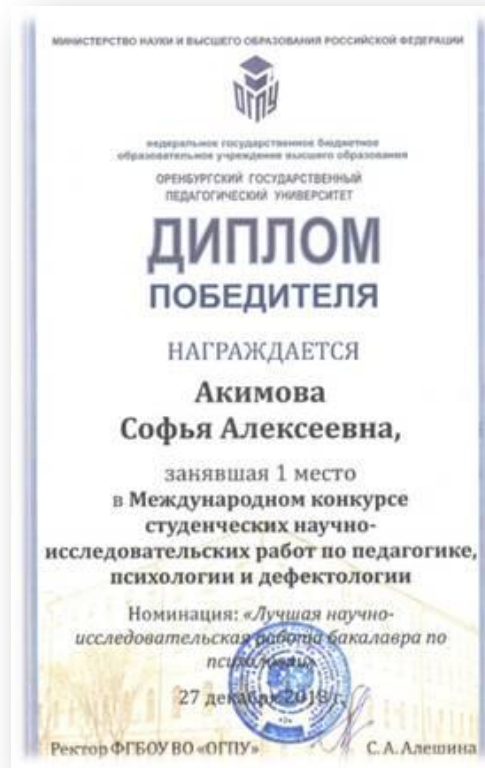 МИНИСТЕРСТВО НАУКИ И ВЫСШЕГО ОБРАЗОВАНИЯ РОССИЙСКОЙ ФЕДЕРАЦИИ
ОГПУ
федеральное государственное бюджетное
образовательное учреждение высшего образования
ОРЕНБУРГСКИЙ ГОСУДАРСТВЕННЫЙ
ПЕДАГОГИЧЕСКИЙ УНИВЕРСИТЕТ
ДИПЛОМ
ПОБЕДИТЕЛЯ
НАГРАЖДАЕТСЯ
Акимова
Софья Алексеевна,
занявшая 1 место
в Международном конкурсе
студенческих научно-
исследовательских работ по педагогике,
психологии и дефектологии
Номинация: «Лучшая научно-
исследовательская работа бакалавра по
психологии»
27 декабря 2018 г.
Ректор ФГБОУ ВО «ОГПУ»
С. А. Алешина